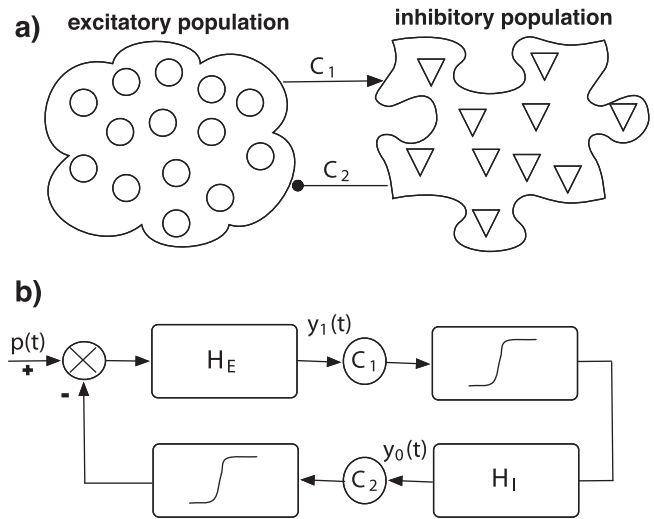 a)
excitatory population
inhibitory population
C1
C2
b)
p(t)
+
-
HE
y1(t)
C1
y0(t)
C2
HI